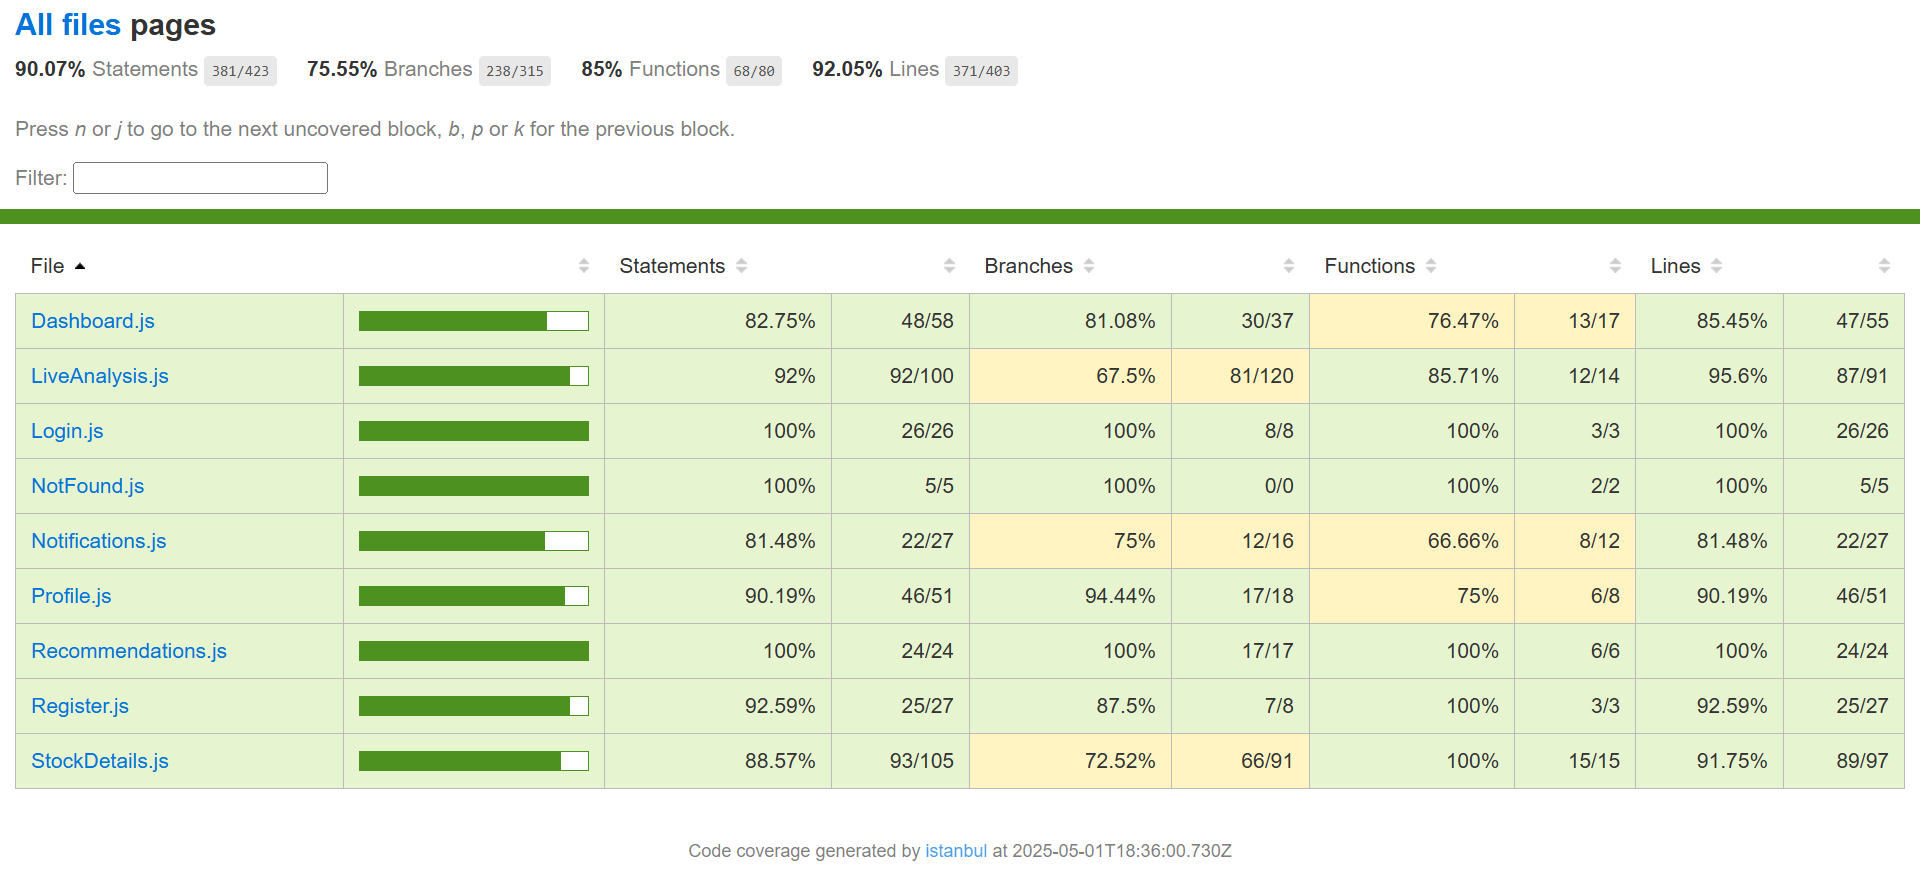 All files pages
90.07% Statements 381/423 75.55% Branches 238/315 85% Functions 68/80 92.05% Lines 371/403
Press n or j to go to the next uncovered block, b, p or k for the previous block.
Filter:
File Statements Branches Functions Lines
Dashboard.js 82.75% 48/58 81.08% 30/37 76.47% 13/17 85.45% 47/55
LiveAnalysis.js 92% 92/100 67.5% 81/120 85.71% 12/14 95.6% 87/91
Login.js 100% 26/26 100% 8/8 100% 3/3 100% 26/26
NotFound.js 100% 5/5 100% 0/0 100% 2/2 100% 5/5
Notifications.js 81.48% 22/27 75% 12/16 66.66% 8/12 81.48% 22/27
Profile.js 90.19% 46/51 94.44% 17/18 75% 6/8 90.19% 46/51
Recommendations.js 100% 24/24 100% 17/17 100% 6/6 100% 24/24
Register.js 92.59% 25/27 87.5% 7/8 100% 3/3 92.59% 25/27
StockDetails.js 88.57% 93/105 72.52% 66/91 100% 15/15 91.75% 89/97
Code coverage generated by istanbul at 2025-05-01T18:36:00.730Z